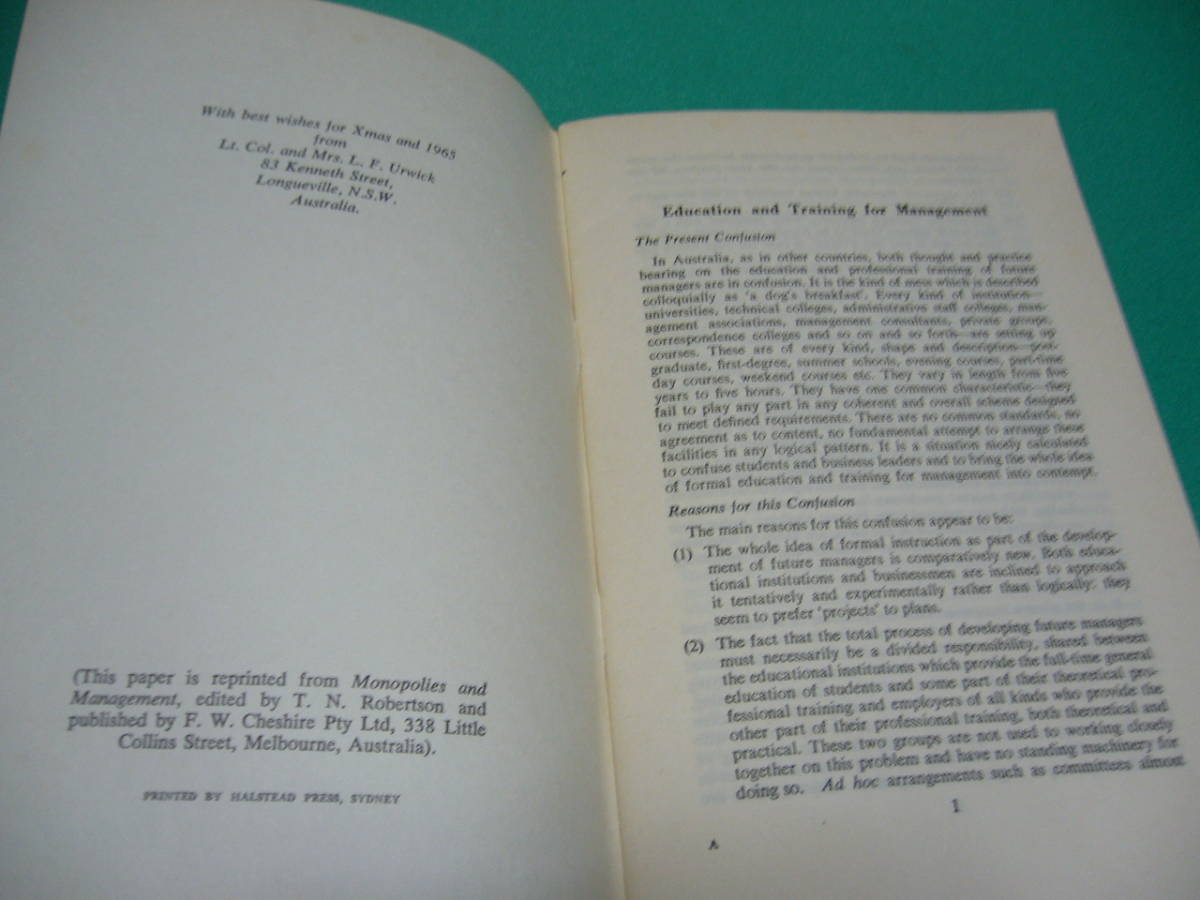 With best wishes for Xmas and 1965
from
Lt. Col. and Mrs. L. F. Urwick
83 Kenneth Street,
Longueville, N.S.W.
Australia.
(This paper is reprinted from Monopolies and
Management, edited by T. N. Robertson and
published by F. W. Cheshire Pty Ltd, 338 Little
Collins Street, Melbourne, Australia).
PRINTED BY HALSTEAD PRESS, SYDNEY
Education and Training for Management
The Present Confusion
In Australia, as in other countries, both thought and practice
bearing on the education and professional training of future
managers are in confusion. It is the kind of mess which is described
colloquially as 'a dog's breakfast'. Every kind of institution—
universities, technical colleges, administrative staff colleges, man-
agement associations, management consultants, private groups,
correspondence colleges and so on and so forth—are setting up
courses. These are of every kind, shape and description—post-
graduate, first-degree, summer schools, evening courses, part-time
day courses, weekend courses etc. They vary in length from five
years to five hours. They have one common characteristic—they
fail to play any part in any coherent and overall scheme designed
to meet defined requirements. There are no common standards, no
agreement as to content, no fundamental attempt to arrange these
facilities in any logical pattern. It is a situation nicely calculated
to confuse students and business leaders and to bring the whole idea
of formal education and training for management into contempt.
Reasons for this Confusion
The main reasons for this confusion appear to be:
(1) The whole idea of formal instruction as part of the develop-
ment of future managers is comparatively new. Both educa-
tional institutions and businessmen are inclined to approach
it tentatively and experimentally rather than logically: they
seem to prefer 'projects' to plans.
(2) The fact that the total process of developing future managers
must necessarily be a divided responsibility, shared between
the educational institutions which provide the full-time general
education of students and some part of their theoretical pro-
fessional training and employers of all kinds who provide the
other part of their professional training, both theoretical and
practical. These two groups are not used to working closely
together on this problem and have no standing machinery for
doing so. Ad hoc arrangements such as committees almost
1
A